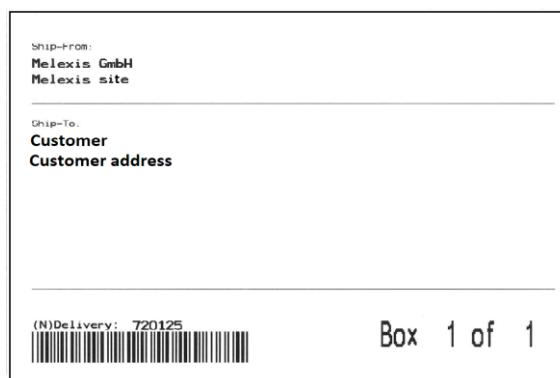 Ship-From:
Melexis GmbH
Melexis site
Ship-To:
Customer
Customer address
(N)Delivery: 720125
Box 1 of 1